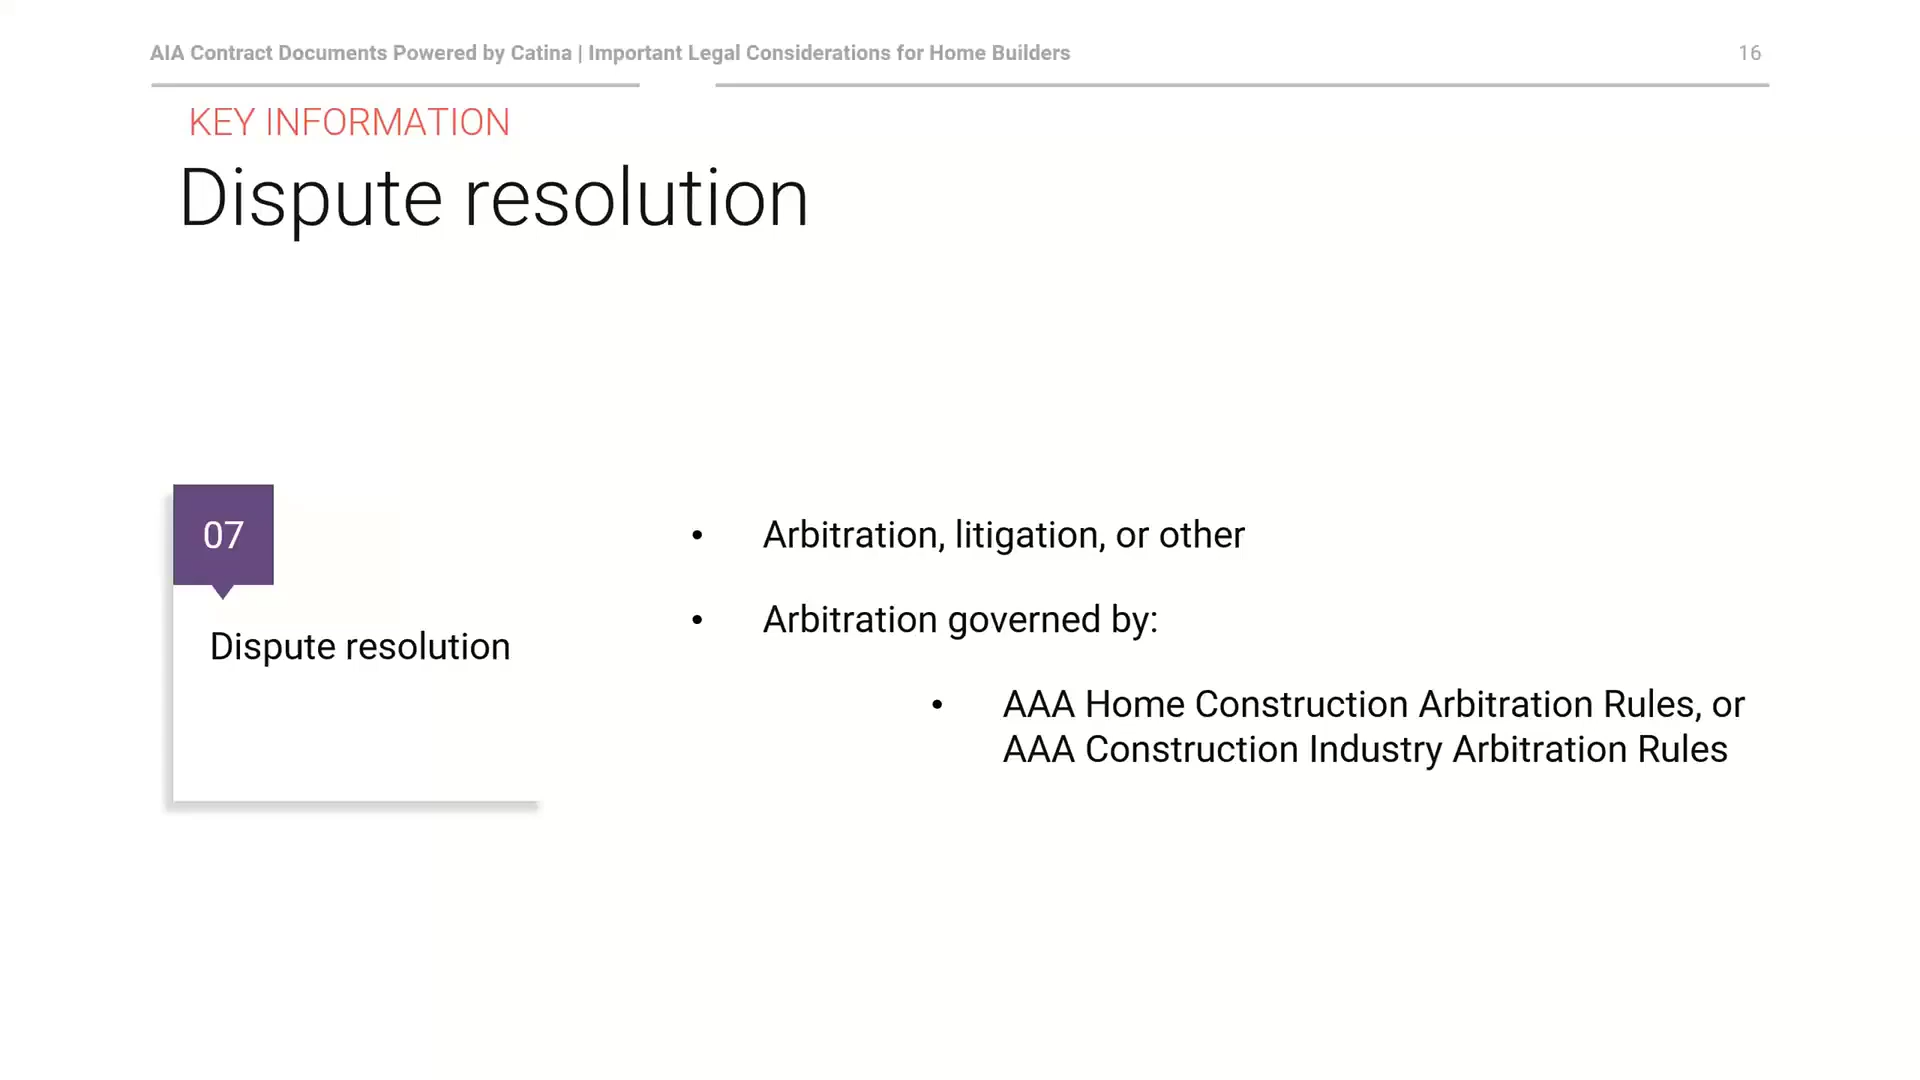 AIA Contract Documents Powered by Catina | Important Legal Considerations for Home Builders
16
KEY INFORMATION
Dispute resolution
07
Dispute resolution
• Arbitration, litigation, or other
• Arbitration governed by:
• AAA Home Construction Arbitration Rules, or
AAA Construction Industry Arbitration Rules